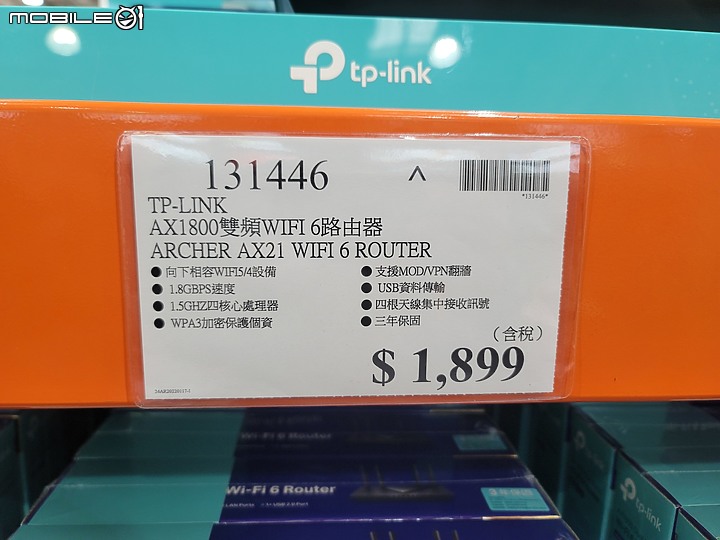 MOBILE01
tp-link
131446 ^
*131446*
TP-LINK
AX1800雙頻WIFI 6路由器
ARCHER AX21 WIFI 6 ROUTER
● 向下相容WIFI5/4設備
● 1.8GBPS速度
● 1.5GHZ四核心處理器
● WPA3加密保護個資
● 支援MOD/VPN翻牆
● USB資料傳輸
● 四根天線集中接收訊號
● 三年保固
(含稅)
$ 1,899
Wi-Fi 6 Router
Wi-Fi 6 Router
tp-link